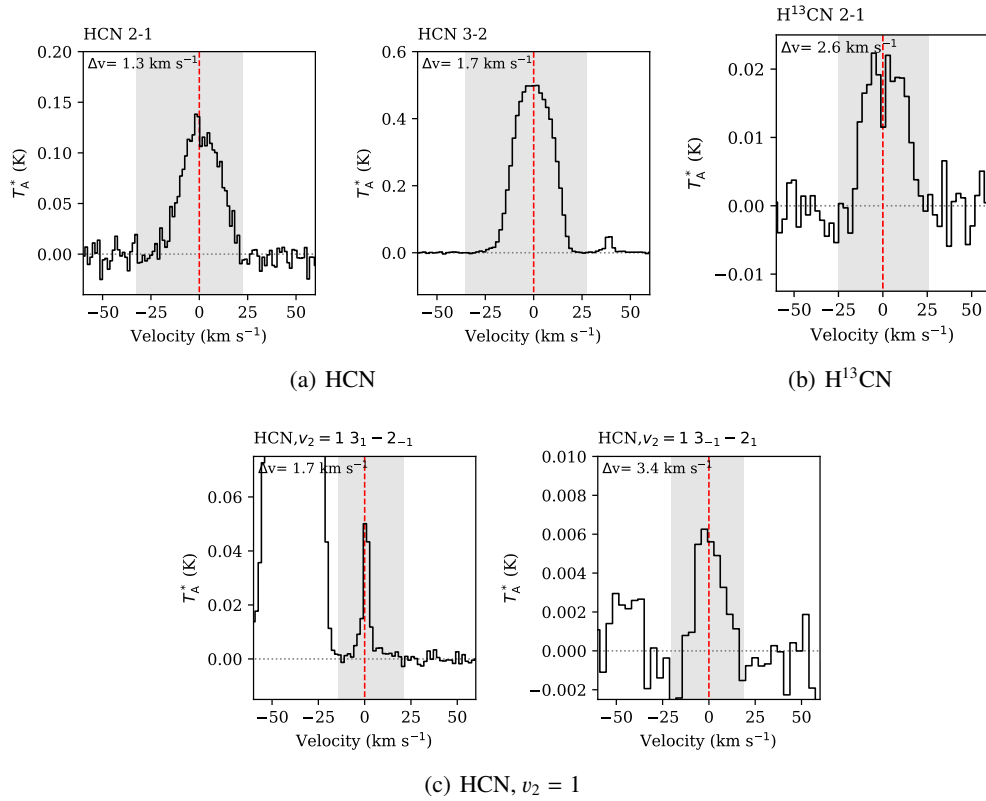 HCN 2-1
Δv= 1.3 km s⁻¹
0.20
0.15
0.10
0.05
0.00
T*A (K)
−50 −25 0 25 50
Velocity (km s⁻¹)
HCN 3-2
Δv= 1.7 km s⁻¹
0.6
0.4
0.2
0.0
T*A (K)
−50 −25 0 25 50
Velocity (km s⁻¹)
(a) HCN
H¹³CN 2-1
Δv= 2.6 km s⁻¹
0.02
0.01
0.00
−0.01
T*A (K)
−50 −25 0 25 50
Velocity (km s⁻¹)
(b) H¹³CN
HCN,v₂ = 1 3₁ − 2₋₁
Δv= 1.7 km s⁻¹
0.06
0.04
0.02
0.00
T*A (K)
−50 −25 0 25 50
Velocity (km s⁻¹)
HCN,v₂ = 1 3₋₁ − 2₁
Δv= 3.4 km s⁻¹
0.010
0.008
0.006
0.004
0.002
0.000
−0.002
T*A (K)
−50 −25 0 25 50
Velocity (km s⁻¹)
(c) HCN, v₂ = 1